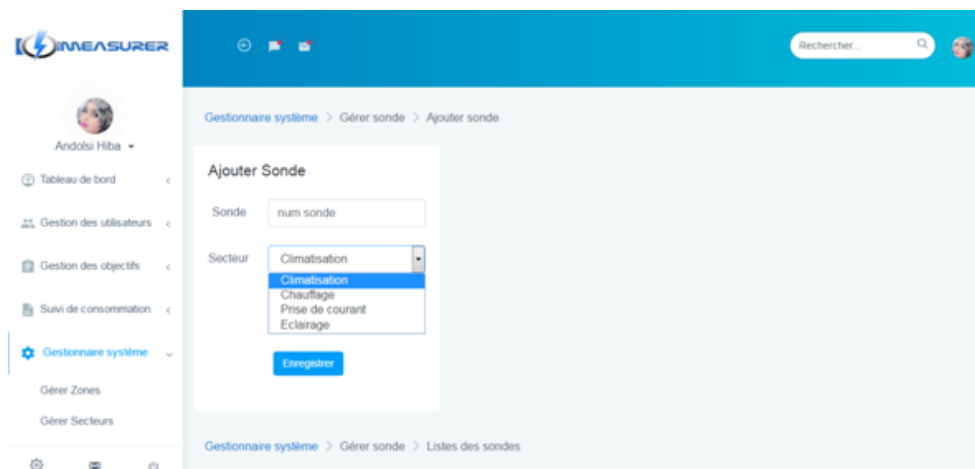 MEASURER
Rechercher...
Andolsi Hiba
Tableau de bord
Gestion des utilisateurs
Gestion des objectifs
Suivi de consommation
Gestionnaire système
Gérer Zones
Gérer Secteurs
Gestionnaire système > Gérer sonde > Ajouter sonde
Ajouter Sonde
Sonde num sonde
Secteur Climatisation
Climatisation
Chauffage
Prise de courant
Eclairage
Enregistrer
Gestionnaire système > Gérer sonde > Listes des sondes